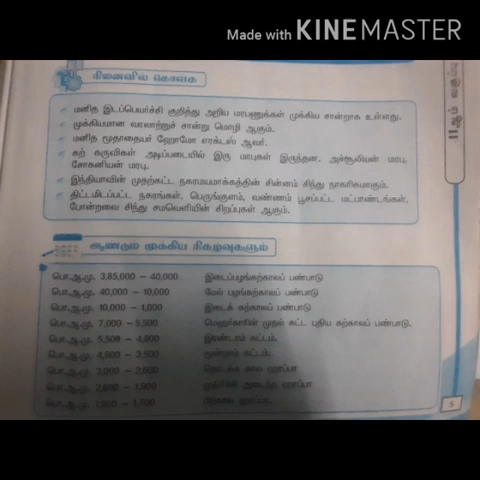 Made with KINEMASTER
நினைவில் கொள்க
மனித இடப்பெயர்ச்சி குறித்து அறிய மரபணுக்கள் முக்கிய சான்றாக உள்ளது.
முக்கியமான வரலாற்றுச் சான்று மொழி ஆகும்.
மனித மூதாதையர் ஹோமோ எரக்டஸ் ஆவர்.
கற் கருவிகள் அடிப்படையில் இரு மரபுகள் இருந்தன. அச்சூலியன் மரபு,
சோகனியன் மரபு.
இந்தியாவின் முதற்கட்ட நகரமயமாக்கத்தின் சின்னம் சிந்து நாகரிகமாகும்.
திட்டமிடப்பட்ட நகரங்கள், பெருங்குளம், வண்ணம் பூசப்பட்ட மட்பாண்டங்கள்,
போன்றவை சிந்து சமவெளியின் சிறப்புகள் ஆகும்.
ஆண்டும் முக்கிய நிகழ்வுகளும்
பொ.ஆ.மு. 3,85,000 – 40,000 இடைப்பழங்கற்காலப் பண்பாடு
பொ.ஆ.மு. 40,000 – 10,000 மேல் பழங்கற்காலப் பண்பாடு
பொ.ஆ.மு. 10,000 – 1,000 இடைக் கற்காலப் பண்பாடு
பொ.ஆ.மு. 7,000 – 5,500 மெஹர்காரின் முதல் கட்ட புதிய கற்காலப் பண்பாடு.
பொ.ஆ.மு. 5,500 – 4,800 இரண்டாம் கட்டம்.
பொ.ஆ.மு. 4,800 – 3,500 மூன்றாம் கட்டம்.
பொ.ஆ.மு. 3,000 – 2,600 தொடக்க கால ஹரப்பா
பொ.ஆ.மு. 2,600 – 1,900 முதிர்ச்சி அடைந்த ஹரப்பா
பொ.ஆ.மு. 1,900 – 1,700 பிற்கால ஹரப்பா.
11ஆம் வகுப்பு
5